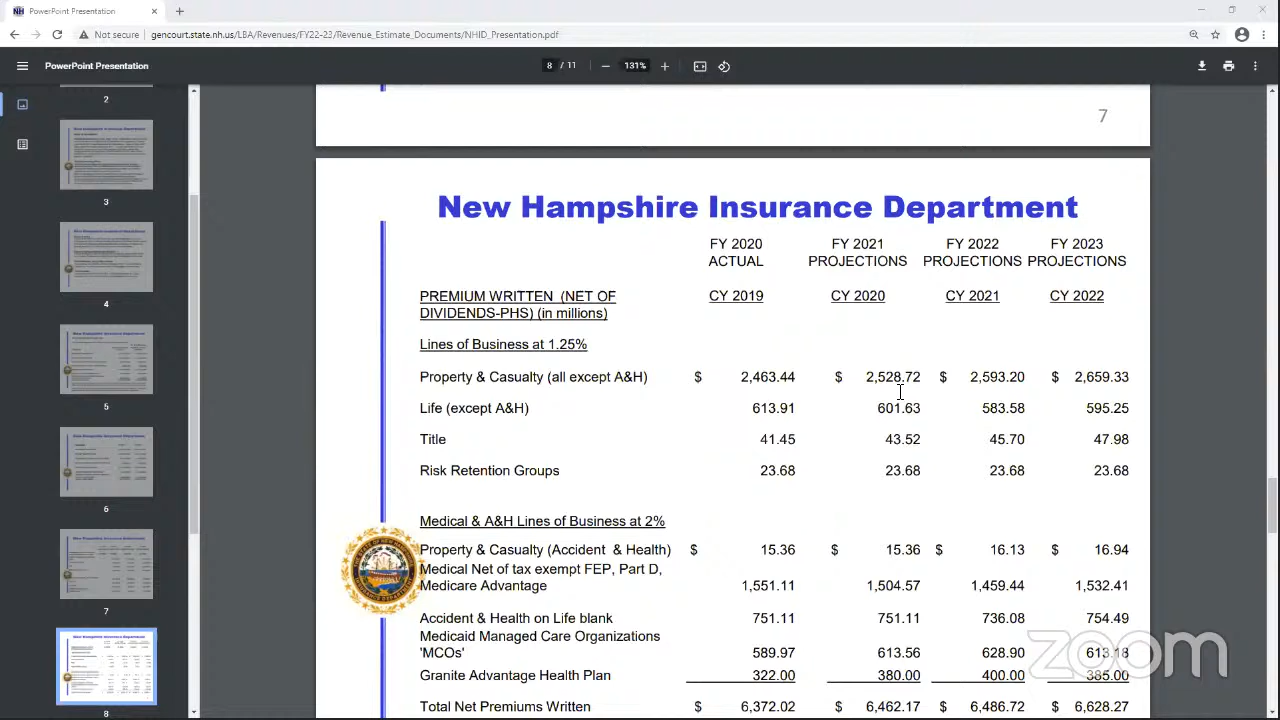 NH PowerPoint Presentation
Not secure | gencourt.state.nh.us/LBA/Revenues/FY22-23/Revenue_Estimate_Documents/NHID_Presentation.pdf
PowerPoint Presentation 8 / 11 131%
2
3
4
5
6
7
8
7
New Hampshire Insurance Department
FY 2020 FY 2021 FY 2022 FY 2023
ACTUAL PROJECTIONS PROJECTIONS PROJECTIONS
PREMIUM WRITTEN (NET OF CY 2019 CY 2020 CY 2021 CY 2022
DIVIDENDS-PHS) (in millions)
Lines of Business at 1.25%
Property & Casualty (all except A&H) $ 2,463.44 $ 2,528.72 $ 2,593.20 $ 2,659.33
Life (except A&H) 613.91 601.63 583.58 595.25
Title 41.45 43.52 45.70 47.98
Risk Retention Groups 23.68 23.68 23.68 23.68
Medical & A&H Lines of Business at 2%
Property & Casualty (Accient & Health) $ 15.36 $ 15.36 $ 16.13 $ 16.94
Medical Net of tax exempt FEP, Part D,
Medicare Advantage 1,551.11 1,504.57 1,459.44 1,532.41
Accident & Health on Life blank 751.11 751.11 736.08 754.49
Medicaid Managed Care Organizations
'MCOs' 589.97 613.56 628.90 613.18
Granite Advantage Health Plan 322.00 380.00 400.00 385.00
Total Net Premiums Written $ 6,372.02 $ 6,462.17 $ 6,486.72 $ 6,628.27
zoom